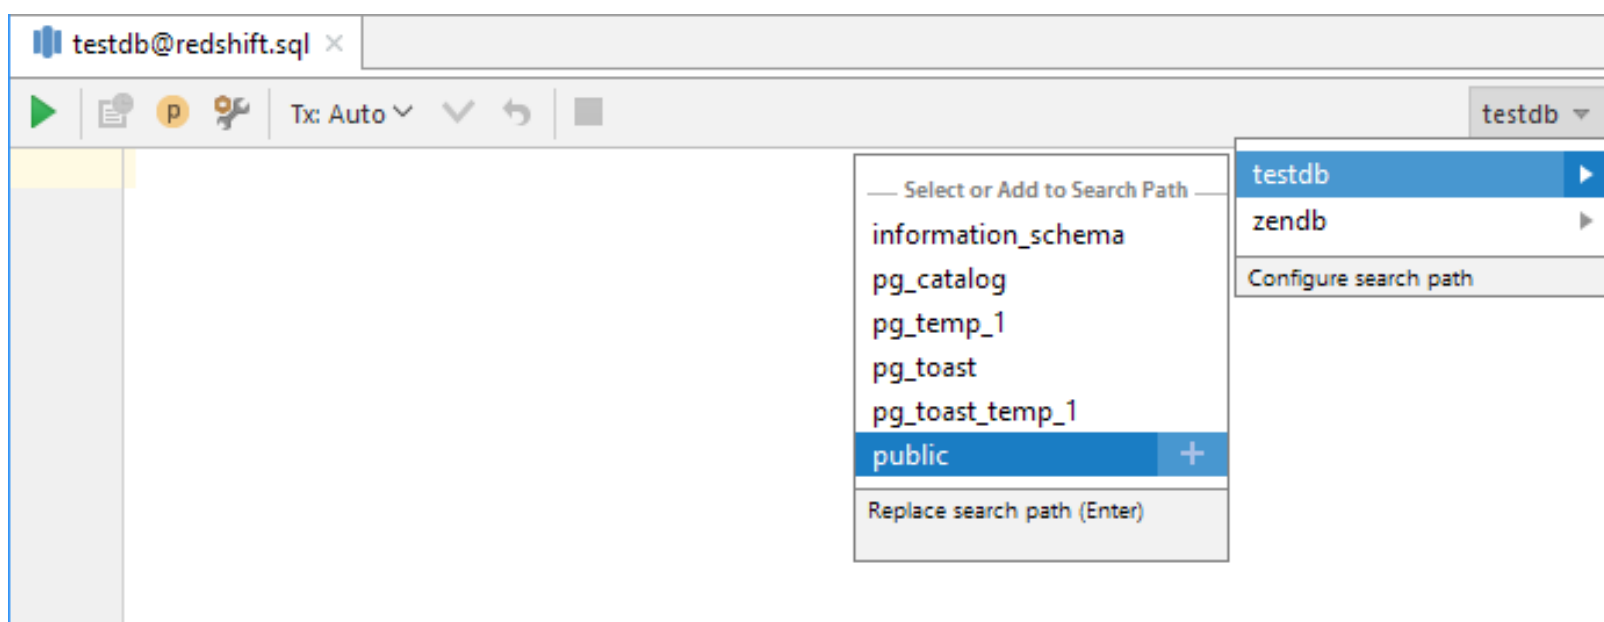 testdb@redshift.sql
p Tx: Auto testdb
Select or Add to Search Path
information_schema
pg_catalog
pg_temp_1
pg_toast
pg_toast_temp_1
public
Replace search path (Enter)
testdb
zendb
Configure search path